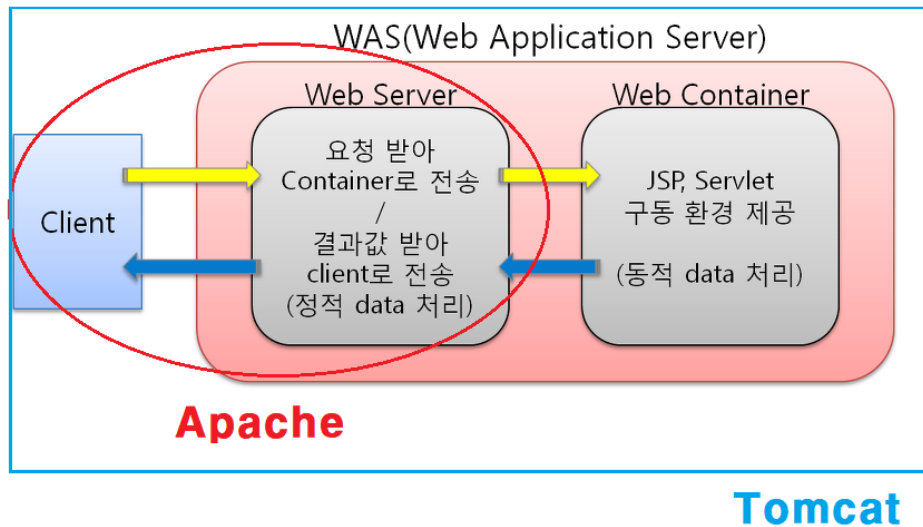 WAS(Web Application Server)
Web Server
Web Container
Client
요청 받아
Container로 전송
/
결과값 받아
client로 전송
(정적 data 처리)
JSP, Servlet
구동 환경 제공
(동적 data 처리)
Apache
Tomcat